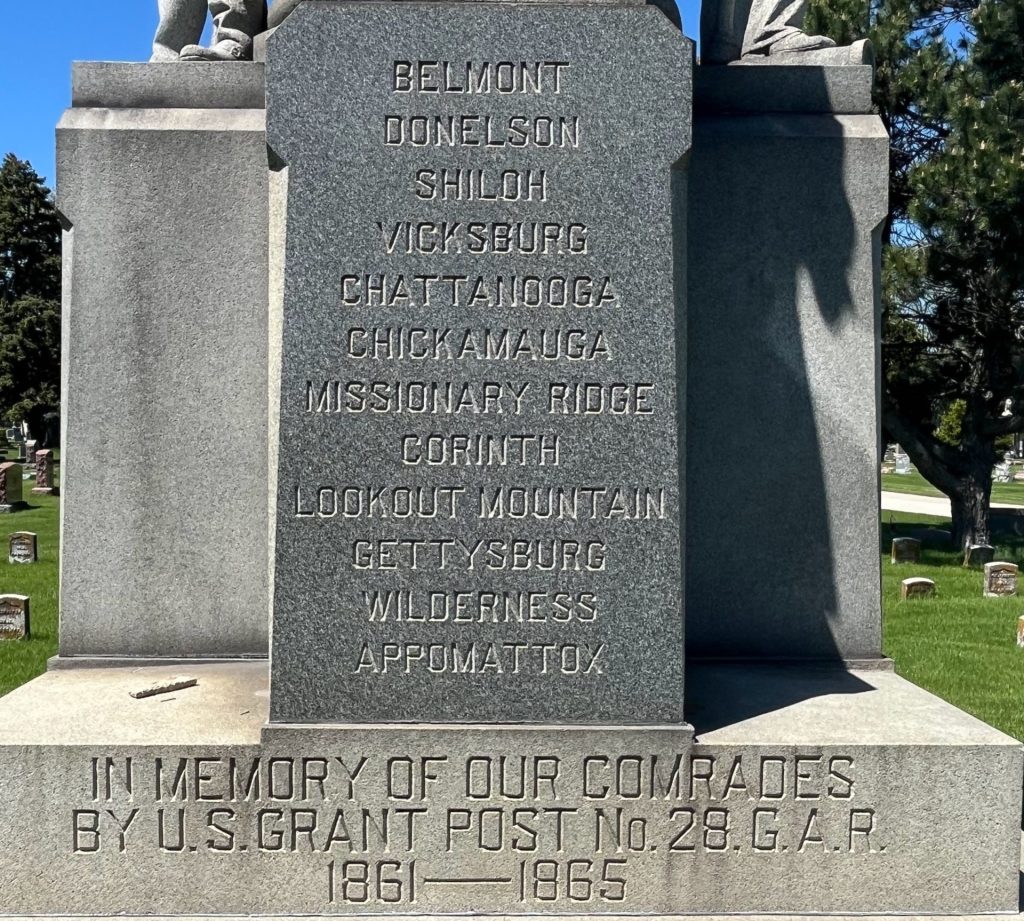 BELMONT
DONELSON
SHILOH
VICKSBURG
CHATTANOOGA
CHICKAMAUGA
MISSIONARY RIDGE
CORINTH
LOOKOUT MOUNTAIN
GETTYSBURG
WILDERNESS
APPOMATTOX
IN MEMORY OF OUR COMRADES
BY U.S.GRANT POST No. 28.G.A.R.
1861—1865